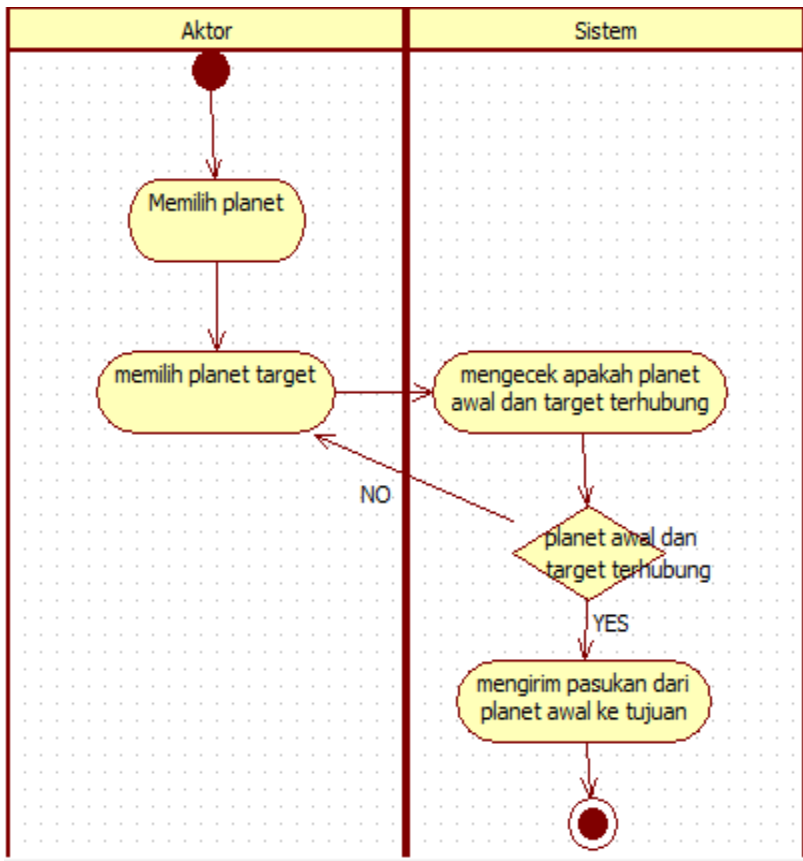 Aktor
Sistem
Memilih planet
memilih planet target
mengecek apakah planet
awal dan target terhubung
NO
planet awal dan
target terhubung
YES
mengirim pasukan dari
planet awal ke tujuan